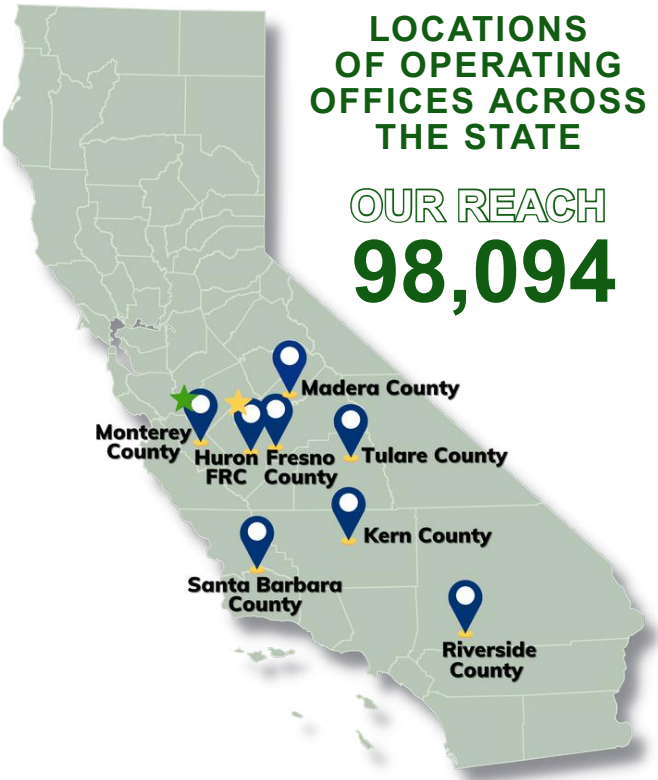 LOCATIONS
OF OPERATING
OFFICES ACROSS
THE STATE
OUR REACH
98,094
Madera County
Monterey
County
Huron
FRC
Fresno
County
Tulare County
Kern County
Santa Barbara
County
Riverside
County